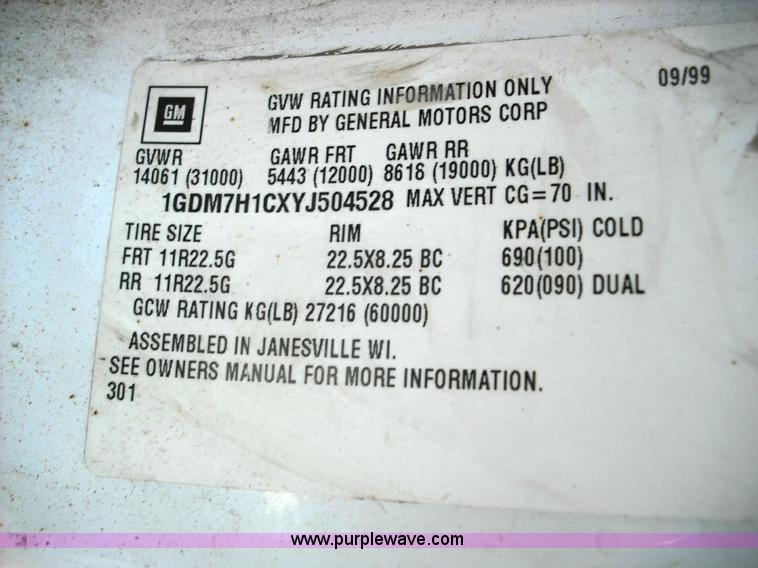 09/99
GM
GVW RATING INFORMATION ONLY
MFD BY GENERAL MOTORS CORP
GVWR GAWR FRT GAWR RR
14061 (31000) 5443 (12000) 8618 (19000) KG(LB)
1GDM7H1CXYJ504528 MAX VERT CG=70 IN.
TIRE SIZE RIM KPA(PSI) COLD
FRT 11R22.5G 22.5X8.25 BC 690(100)
RR 11R22.5G 22.5X8.25 BC 620(090) DUAL
GCW RATING KG(LB) 27216 (60000)
ASSEMBLED IN JANESVILLE WI.
SEE OWNERS MANUAL FOR MORE INFORMATION.
301
www.purplewave.com